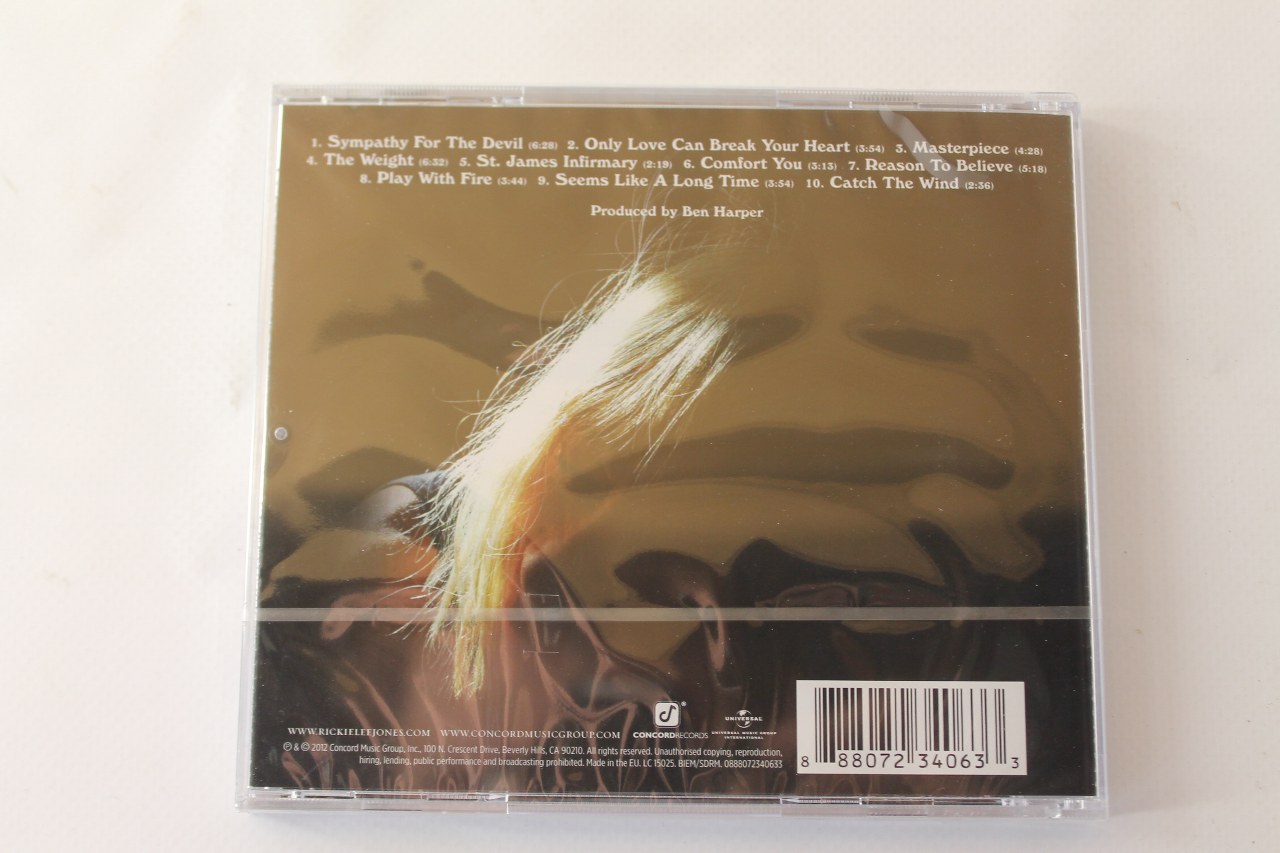 1. Sympathy For The Devil (6:28) 2. Only Love Can Break Your Heart (3:54) 3. Masterpiece (4:28)
4. The Weight (6:32) 5. St. James Infirmary (2:19) 6. Comfort You (3:13) 7. Reason To Believe (5:18)
8. Play With Fire (3:44) 9. Seems Like A Long Time (3:54) 10. Catch The Wind (2:36)
Produced by Ben Harper
WWW.RICKIELEEJONES.COM WWW.CONCORDMUSICGROUP.COM
CONCORDRECORDS
UNIVERSAL
UNIVERSAL MUSIC GROUP
INTERNATIONAL
℗ & © 2012 Concord Music Group, Inc., 100 N. Crescent Drive, Beverly Hills, CA 90210. All rights reserved. Unauthorised copying, reproduction,
hiring, lending, public performance and broadcasting prohibited. Made in the EU. LC 15025. BIEM/SDRM. 0888072340633
8 88072 34063 3